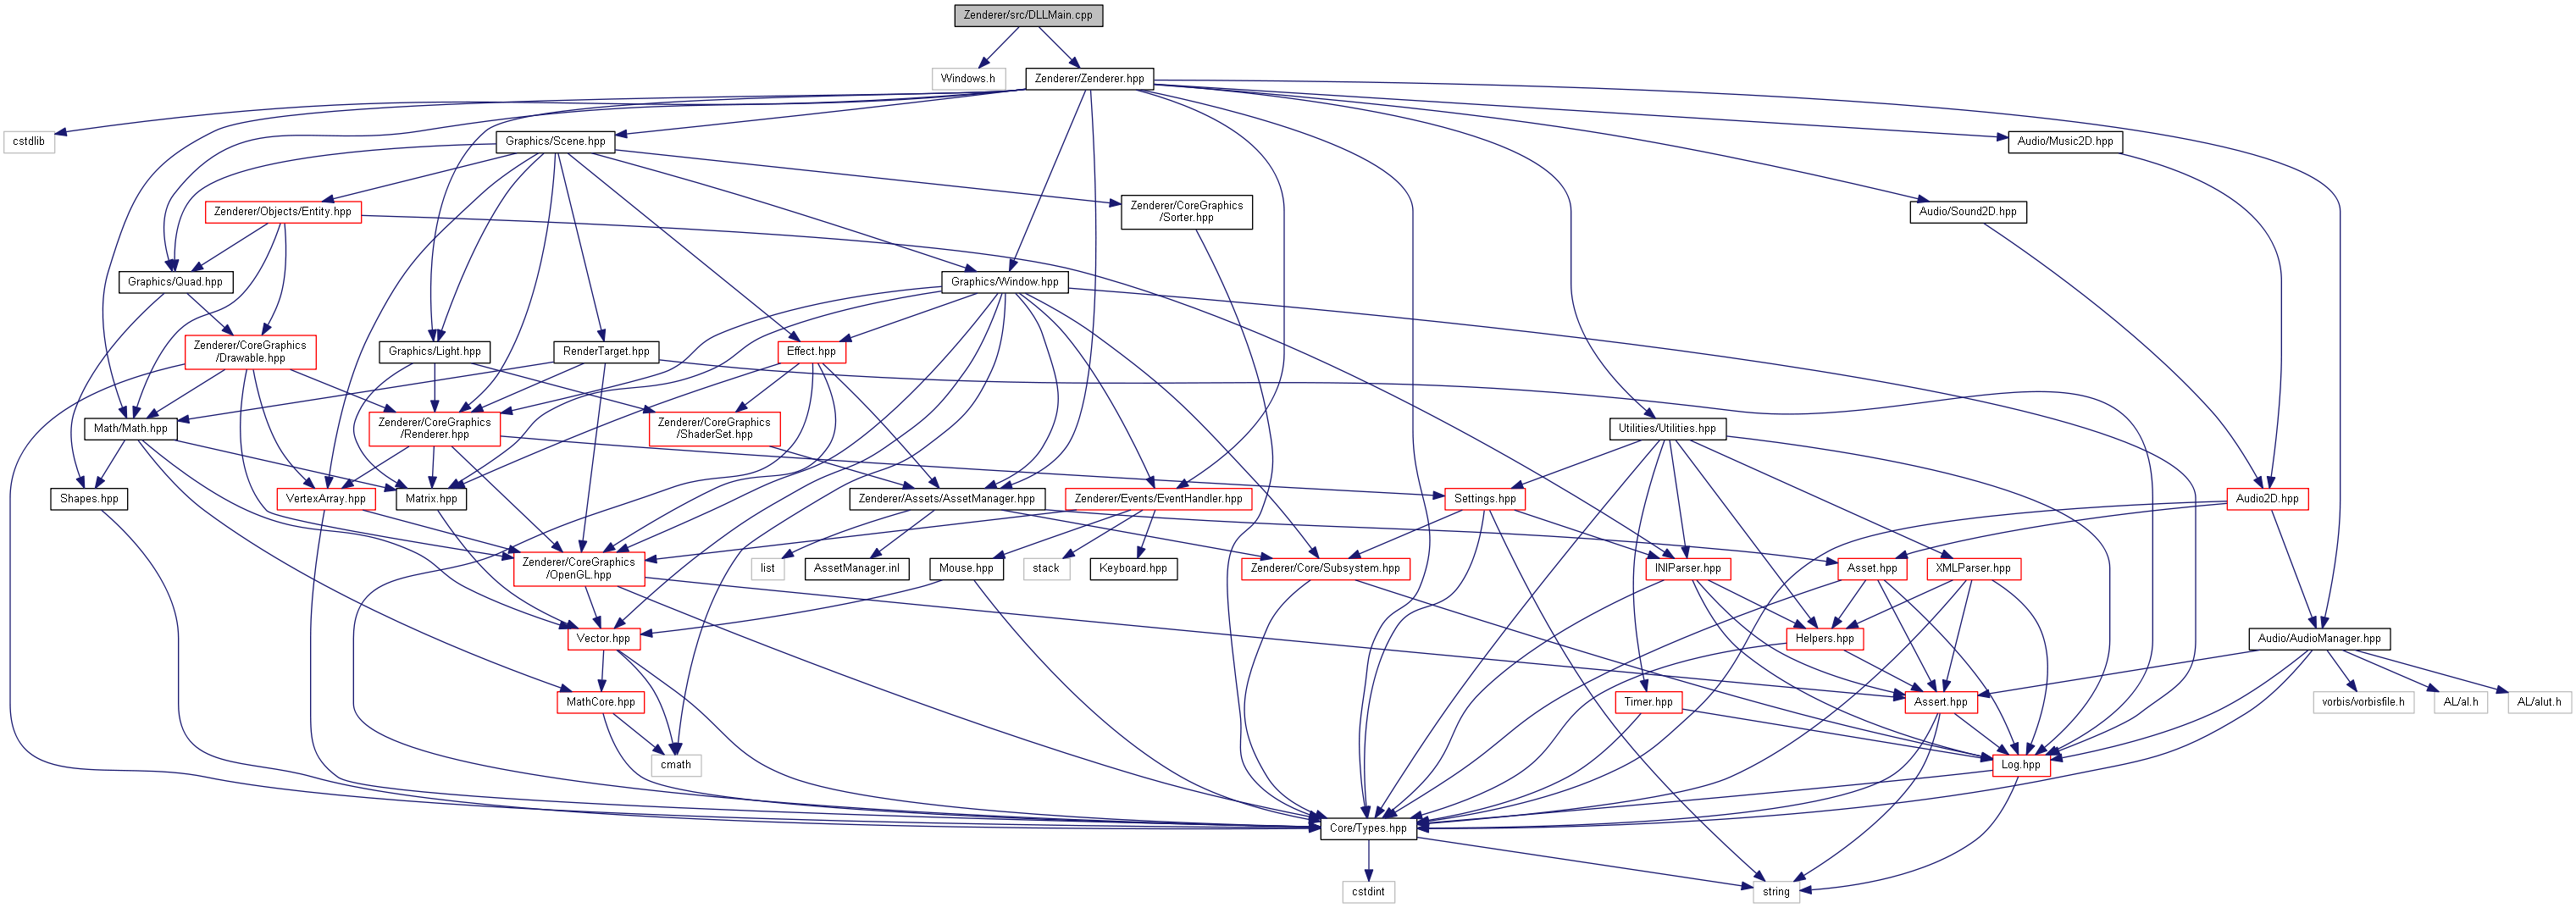 Zenderer/src/DLLMain.cpp
Windows.h
Zenderer/Zenderer.hpp
cstdlib
Graphics/Scene.hpp
Audio/Music2D.hpp
Zenderer/Objects/Entity.hpp
Zenderer/CoreGraphics
/Sorter.hpp
Audio/Sound2D.hpp
Graphics/Quad.hpp
Graphics/Window.hpp
Zenderer/CoreGraphics
/Drawable.hpp
Graphics/Light.hpp
RenderTarget.hpp
Effect.hpp
Math/Math.hpp
Zenderer/CoreGraphics
/Renderer.hpp
Zenderer/CoreGraphics
/ShaderSet.hpp
Utilities/Utilities.hpp
Shapes.hpp
VertexArray.hpp
Matrix.hpp
Zenderer/Assets/AssetManager.hpp
Zenderer/Events/EventHandler.hpp
Settings.hpp
Audio2D.hpp
Zenderer/CoreGraphics
/OpenGL.hpp
list
AssetManager.inl
Mouse.hpp
stack
Keyboard.hpp
Zenderer/Core/Subsystem.hpp
INIParser.hpp
Asset.hpp
XMLParser.hpp
Vector.hpp
Helpers.hpp
Audio/AudioManager.hpp
MathCore.hpp
Timer.hpp
Assert.hpp
vorbis/vorbisfile.h
AL/al.h
AL/alut.h
cmath
Log.hpp
Core/Types.hpp
cstdint
string